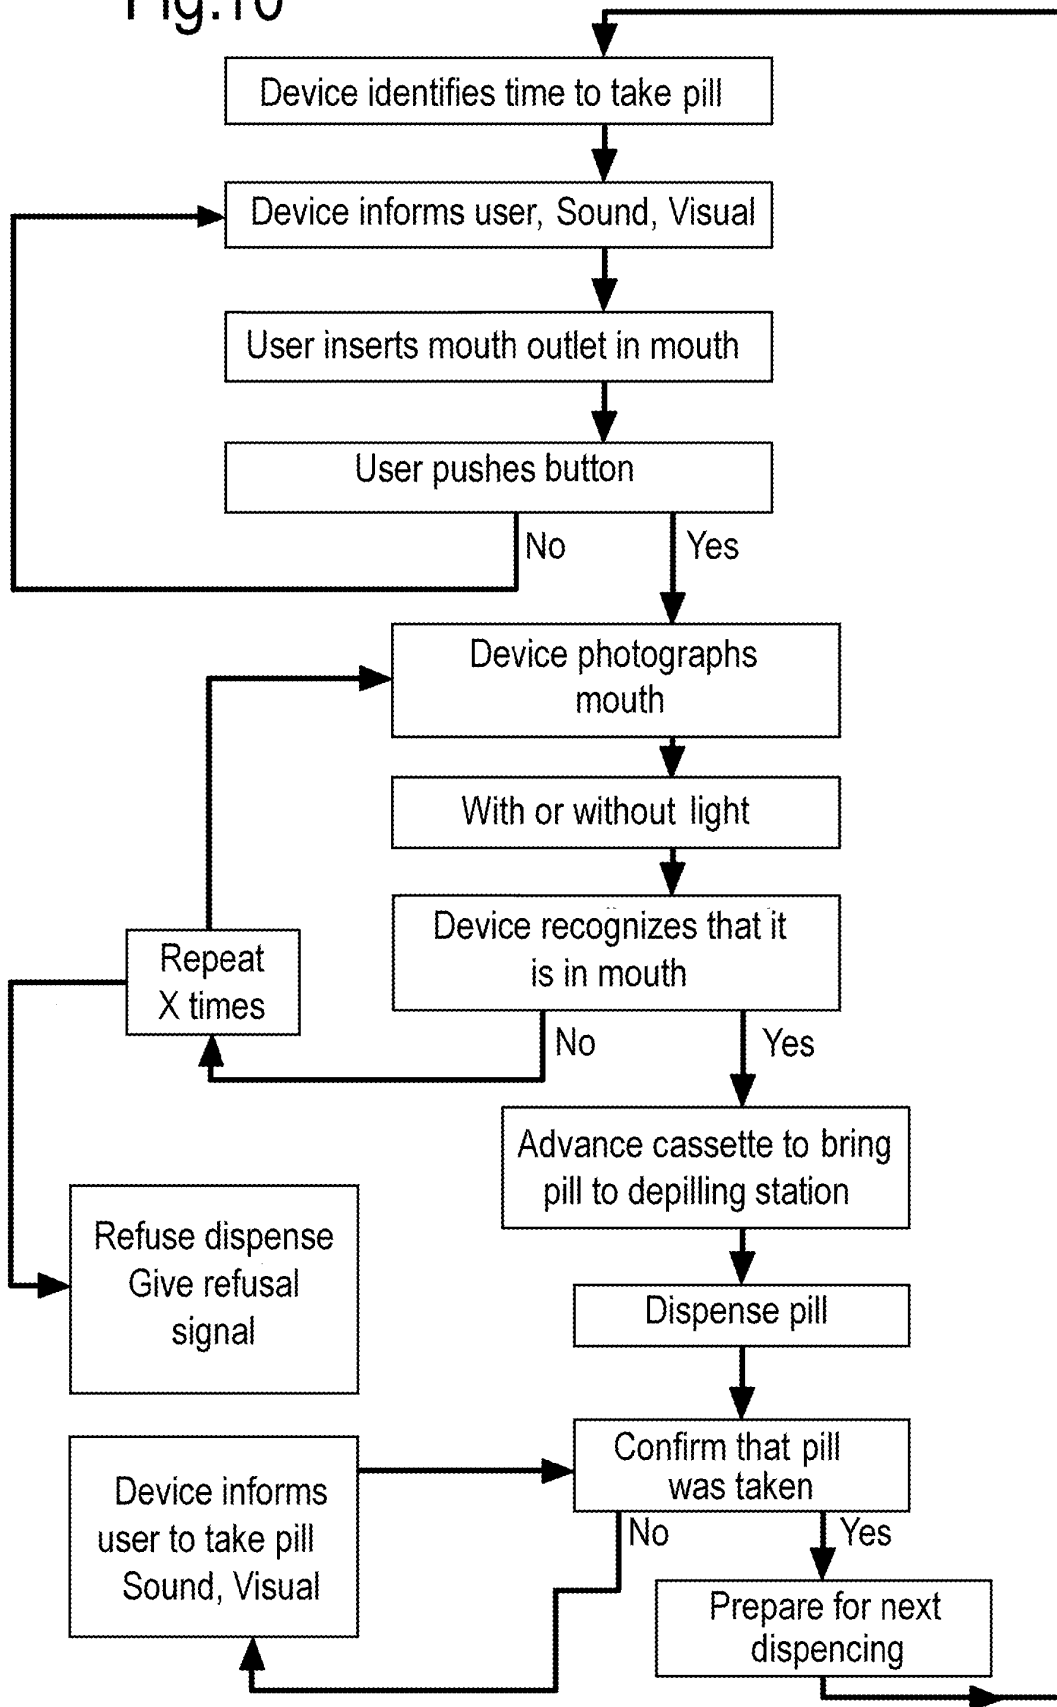 Fig.10
Device identifies time to take pill
Device informs user, Sound, Visual
User inserts mouth outlet in mouth
User pushes button
No
Yes
Device photographs
mouth
With or without light
Device recognizes that it
is in mouth
Repeat
X times
No
Yes
Advance cassette to bring
pill to depilling station
Refuse dispense
Give refusal
signal
Dispense pill
Confirm that pill
was taken
Device informs
user to take pill
Sound, Visual
No
Yes
Prepare for next
dispencing